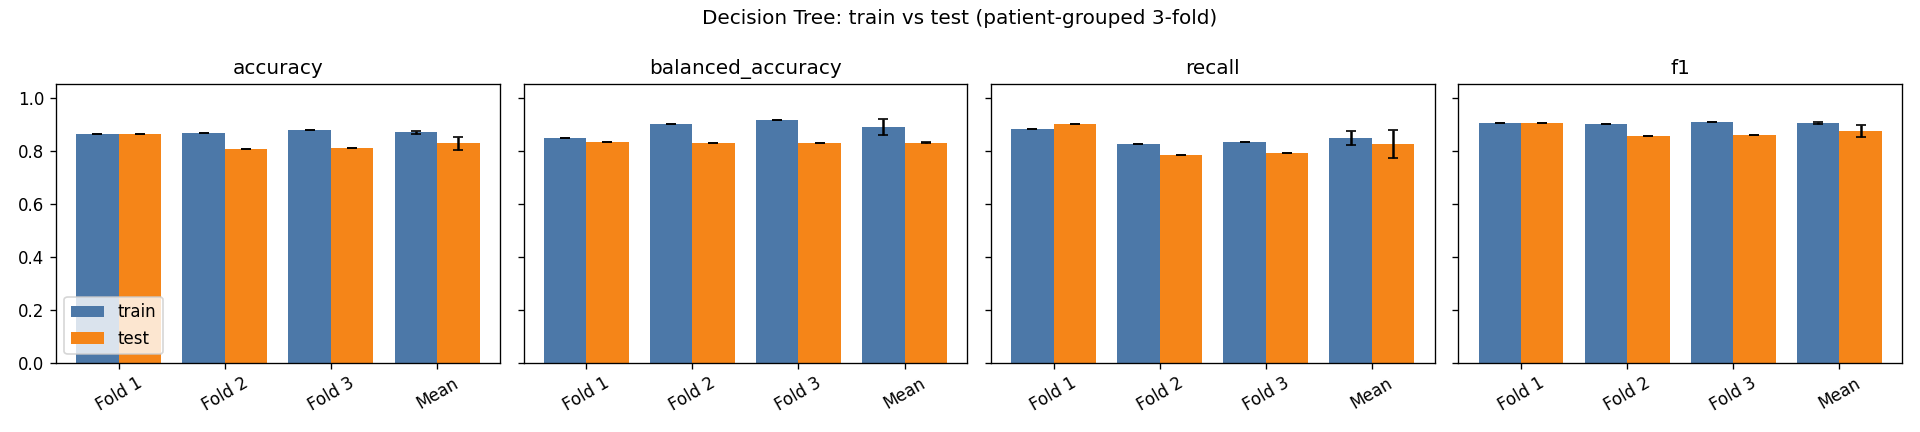 Decision Tree: train vs test (patient-grouped 3-fold)
accuracy
1.0
0.8
0.6
0.4
0.2
0.0
train
test
Fold 1
Fold 2
Fold 3
Mean
balanced_accuracy
Fold 1
Fold 2
Fold 3
Mean
recall
Fold 1
Fold 2
Fold 3
Mean
f1
Fold 1
Fold 2
Fold 3
Mean